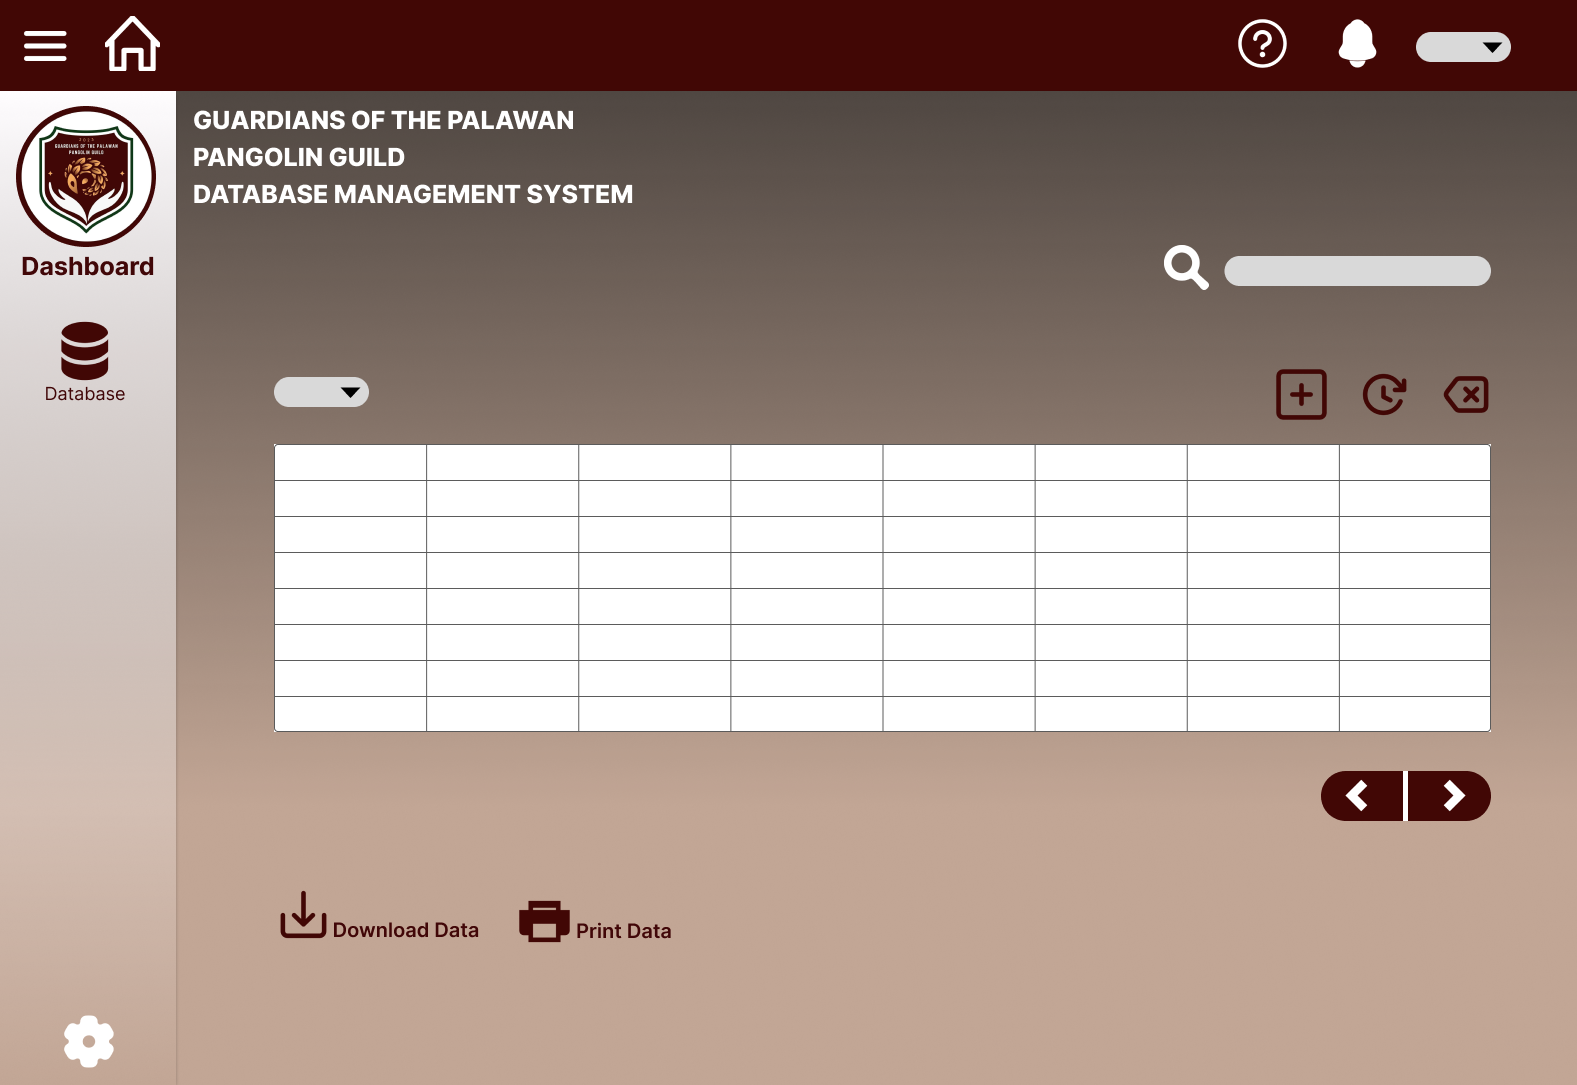 GUARDIANS OF THE PALAWAN
PANGOLIN GUILD
DATABASE MANAGEMENT SYSTEM
2017
GUARDIANS OF THE PALAWAN
PANGOLIN GUILD
Dashboard
Database
Download Data
Print Data